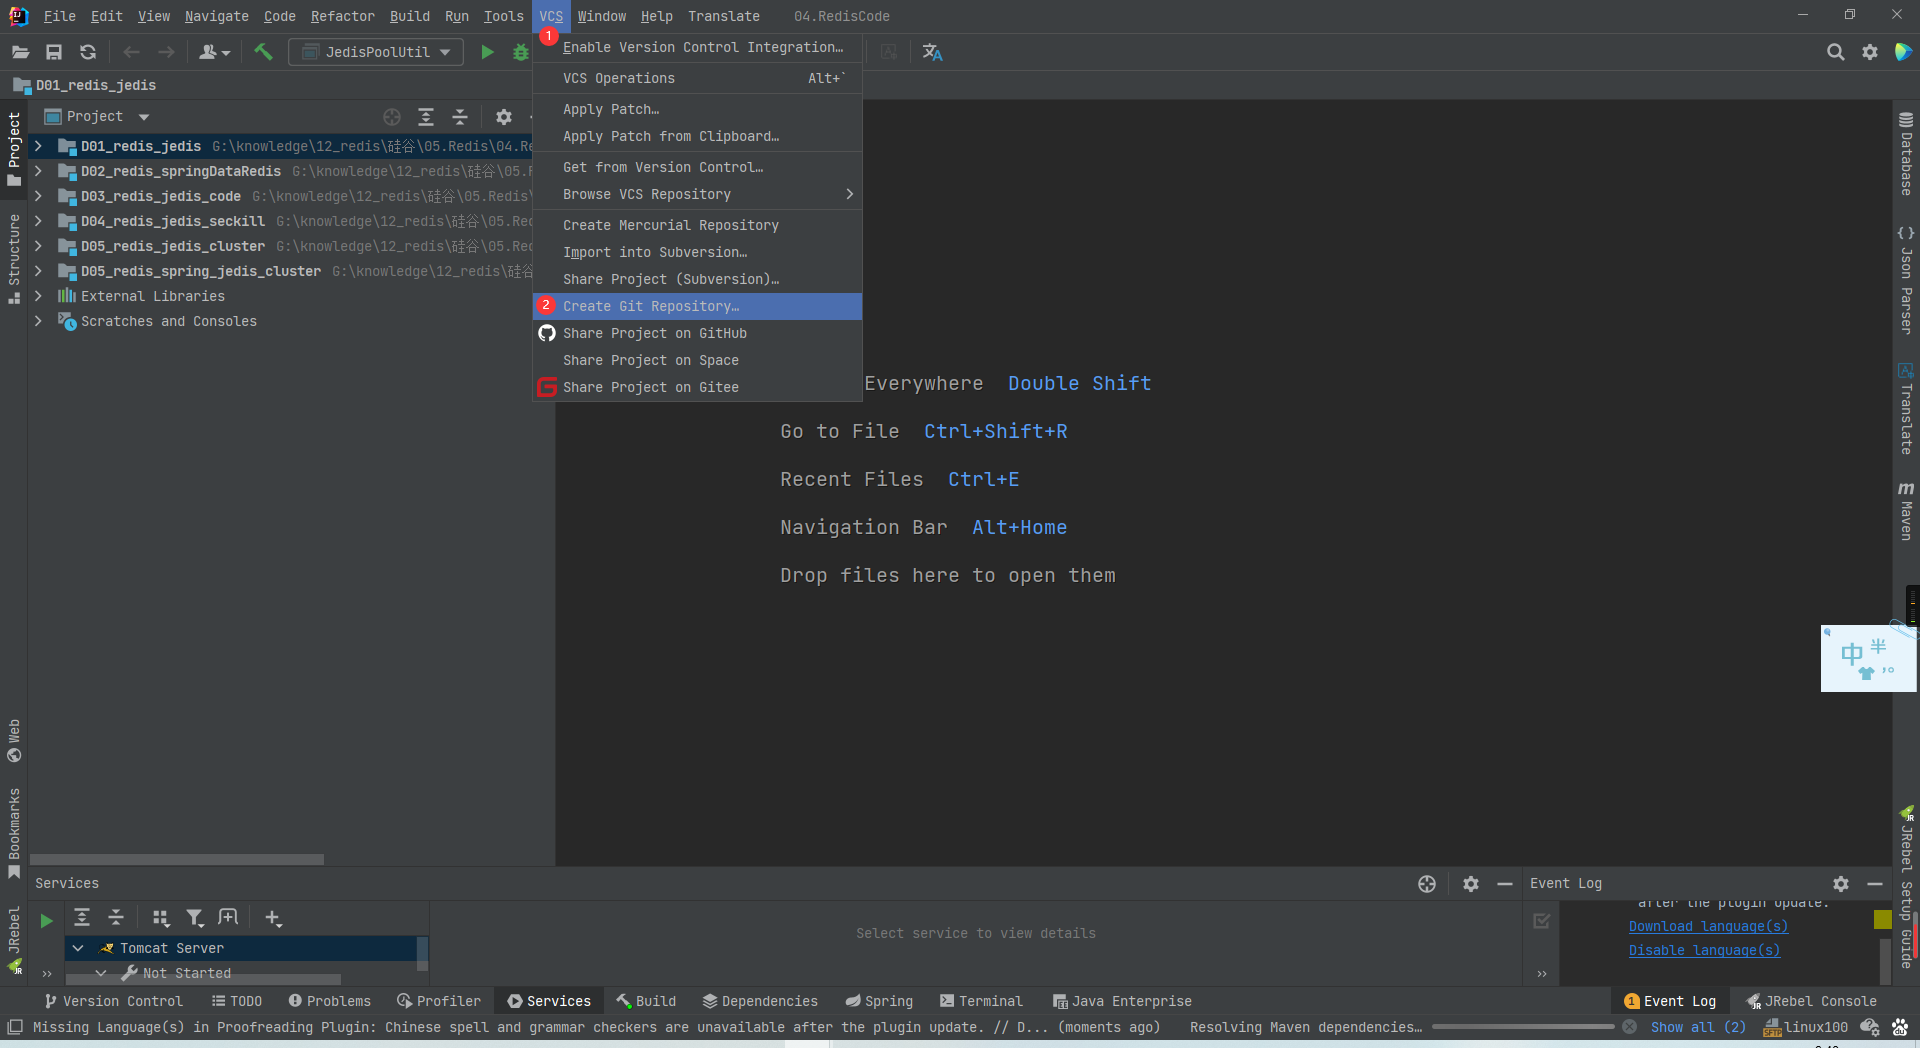 File Edit View Navigate Code Refactor Build Run Tools VCS Window Help Translate 04.RedisCode
JedisPoolUtil
D01_redis_jedis
Project
D01_redis_jedis G:\knowledge\12_redis\硅谷\05.Redis\04.Re
D02_redis_springDataRedis G:\knowledge\12_redis\硅谷\05.F
D03_redis_jedis_code G:\knowledge\12_redis\硅谷\05.Redis\
D04_redis_jedis_seckill G:\knowledge\12_redis\硅谷\05.Rec
D05_redis_jedis_cluster G:\knowledge\12_redis\硅谷\05.Rec
D05_redis_spring_jedis_cluster G:\knowledge\12_redis\硅谷
External Libraries
Scratches and Consoles
1
Enable Version Control Integration…
VCS Operations Alt+`
Apply Patch…
Apply Patch from Clipboard…
Get from Version Control…
Browse VCS Repository
Create Mercurial Repository
Import into Subversion…
Share Project (Subversion)…
2 Create Git Repository…
Share Project on GitHub
Share Project on Space
Share Project on Gitee
Everywhere Double Shift
Go to File Ctrl+Shift+R
Recent Files Ctrl+E
Navigation Bar Alt+Home
Drop files here to open them
Project
Structure
Web
Bookmarks
JRebel
Database
Json Parser
Translate
Maven
JRebel Setup Guide
中 半
Services
Tomcat Server
Not Started
Select service to view details
Event Log
after the plugin update.
Download language(s)
Disable language(s)
Version Control TODO Problems Profiler Services Build Dependencies Spring Terminal Java Enterprise 1 Event Log JRebel Console
Missing Language(s) in Proofreading Plugin: Chinese spell and grammar checkers are unavailable after the plugin update. // D... (moments ago) Resolving Maven dependencies… Show all (2) SFTP linux100